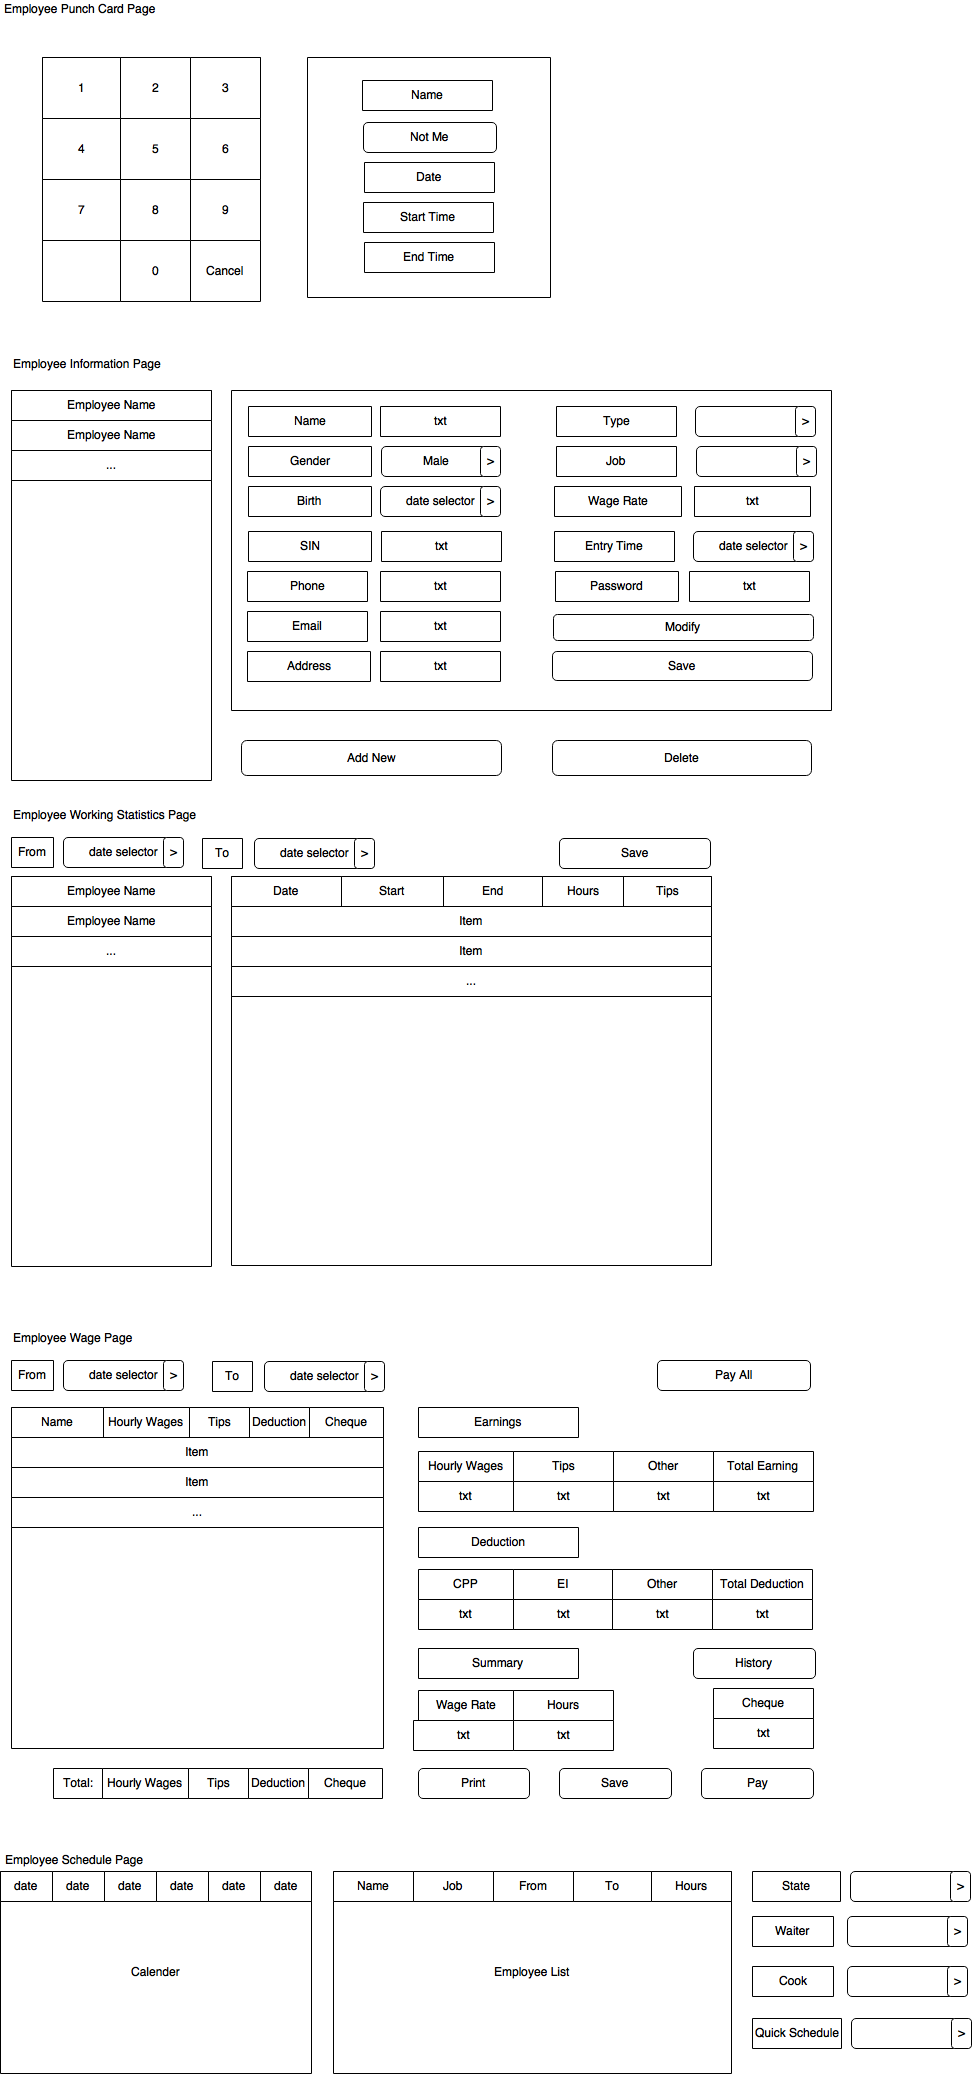 Employee Punch Card Page
1 2 3
4 5 6
7 8 9
0 Cancel
Name
Not Me
Date
Start Time
End Time
Employee Information Page
Employee Name
Employee Name
...
Name txt Type >
Gender Male > Job >
Birth date selector > Wage Rate txt
SIN txt Entry Time date selector >
Phone txt Password txt
Email txt Modify
Address txt Save
Add New Delete
Employee Working Statistics Page
From date selector > To date selector > Save
Employee Name
Employee Name
...
Date Start End Hours Tips
Item
Item
...
Employee Wage Page
From date selector > To date selector > Pay All
Name Hourly Wages Tips Deduction Cheque
Item
Item
...
Total: Hourly Wages Tips Deduction Cheque
Earnings
Hourly Wages Tips Other Total Earning
txt txt txt txt
Deduction
CPP EI Other Total Deduction
txt txt txt txt
Summary History
Wage Rate Hours Cheque
txt txt txt
Print Save Pay
Employee Schedule Page
date date date date date date
Calender
Name Job From To Hours
Employee List
State >
Waiter >
Cook >
Quick Schedule >